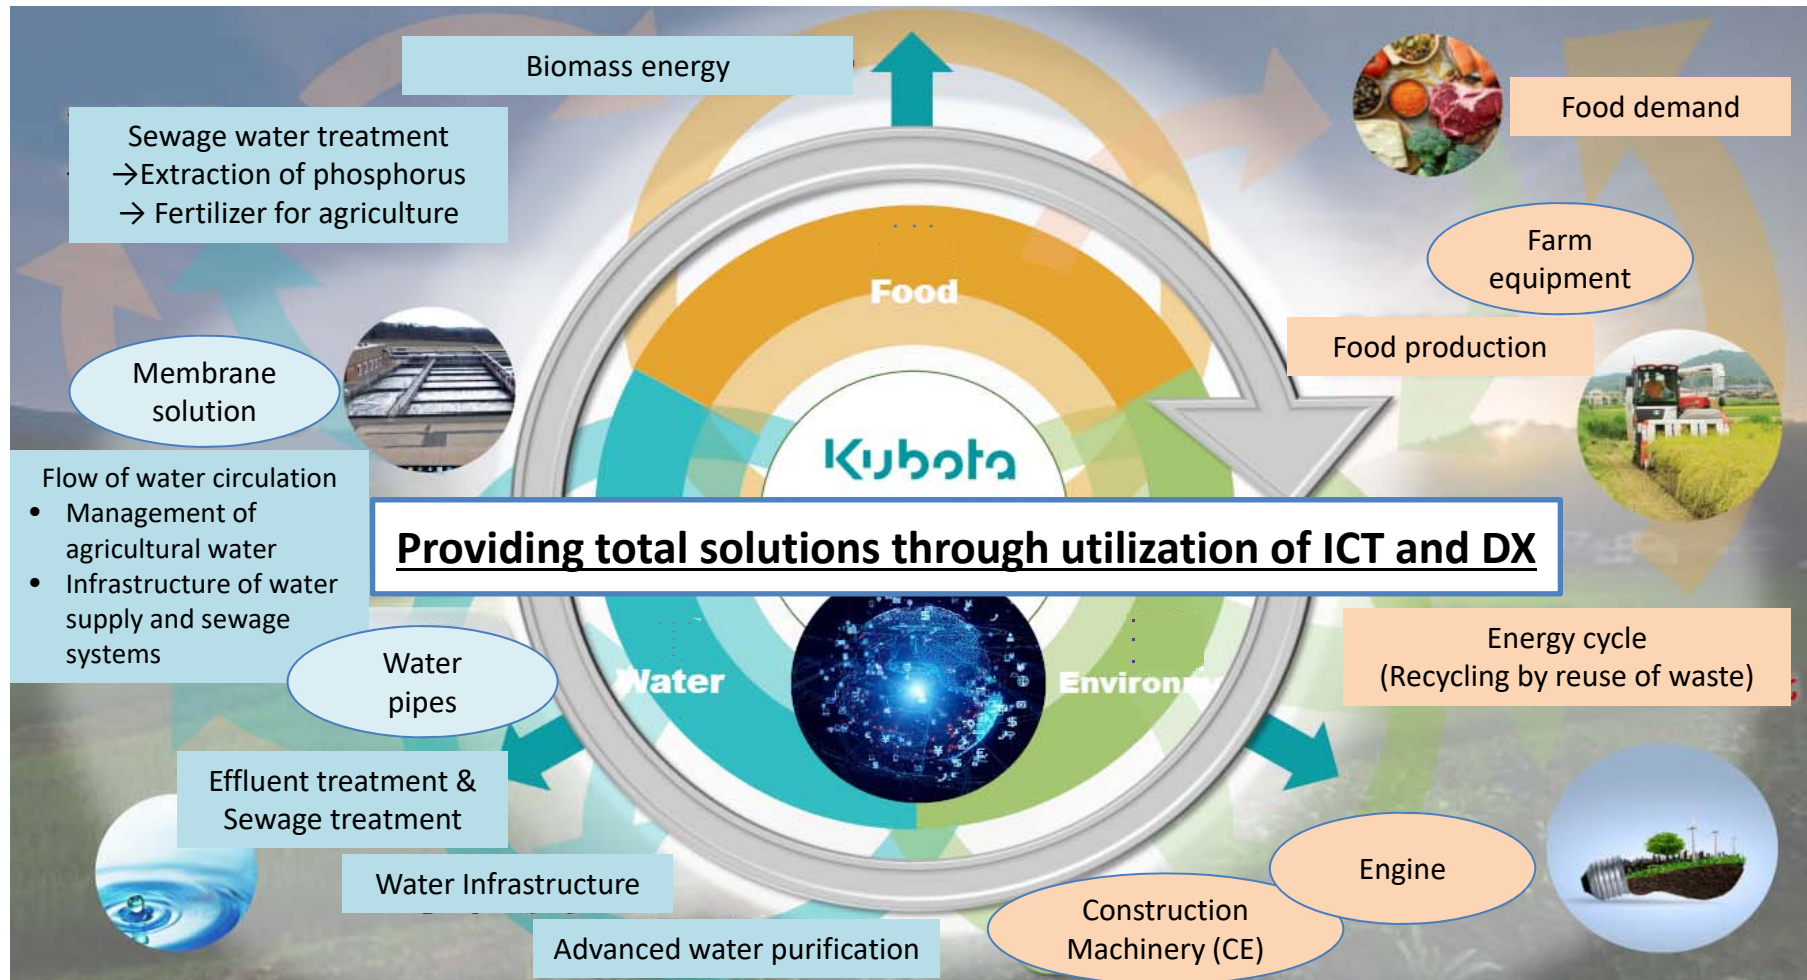 Biomass energy
Sewage water treatment
→Extraction of phosphorus
→ Fertilizer for agriculture
Food demand
Farm
equipment
Food
Food production
Membrane
solution
Kubota
Flow of water circulation
• Management of
agricultural water
• Infrastructure of water
supply and sewage
systems
Providing total solutions through utilization of ICT and DX
Water
pipes
Water
Environm
Energy cycle
(Recycling by reuse of waste)
Effluent treatment &
Sewage treatment
Water Infrastructure
Advanced water purification
Construction
Machinery (CE)
Engine